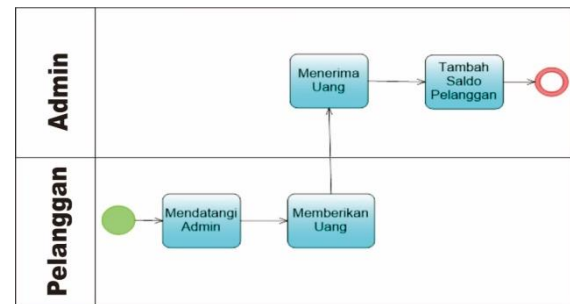 Admin
Menerima
Uang
Tambah
Saldo
Pelanggan
Pelanggan
Mendatangi
Admin
Memberikan
Uang